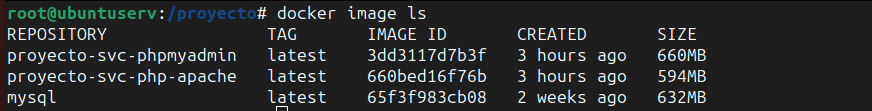 root@ubuntuserv:/proyecto# docker image ls
REPOSITORY TAG IMAGE ID CREATED SIZE
proyecto-svc-phpmyadmin latest 3dd3117d7b3f 3 hours ago 660MB
proyecto-svc-php-apache latest 660bed16f76b 3 hours ago 594MB
mysql latest 65f3f983cb08 2 weeks ago 632MB